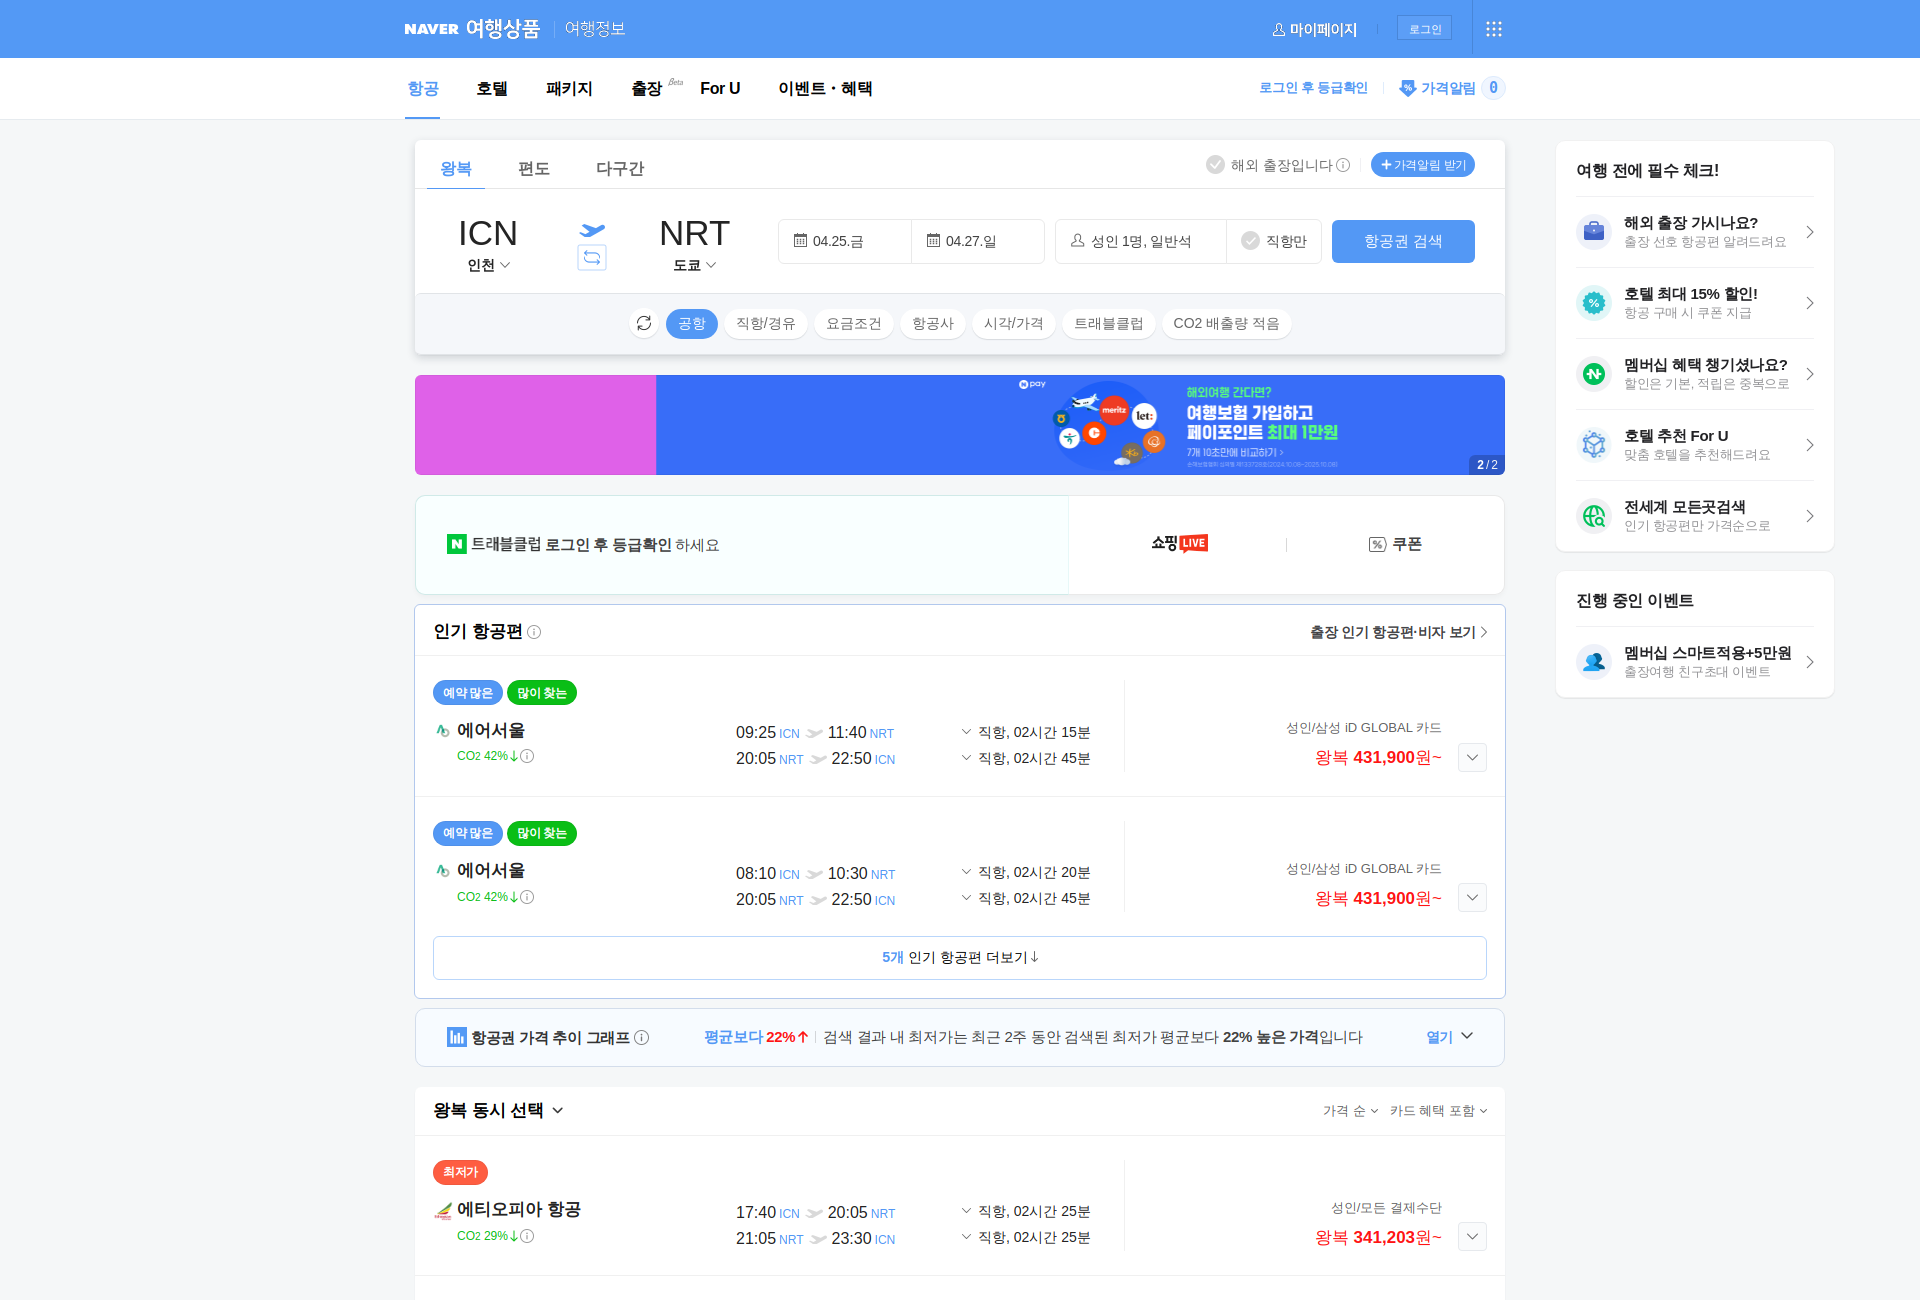 NAVER 여행상품 여행정보 마이페이지 로그인
항공 호텔 패키지 출장 Beta For U 이벤트・혜택 로그인 후 등급확인 가격알림 0
왕복 편도 다구간 해외 출장입니다 가격알림 받기
ICN NRT 04.25.금 04.27.일 성인 1명, 일반석 직항만 항공권 검색
인천 도쿄
공항 직항/경유 요금조건 항공사 시각/가격 트래블클럽 CO2 배출량 적음
N pay
해외여행 간다면?
여행보험 가입하고
페이포인트 최대 1만원
7개 10초만에 비교하기 >
meritz let:
2 / 2
N 트래블클럽 로그인 후 등급확인 하세요 쇼핑 LIVE 쿠폰
인기 항공편 출장 인기 항공편·비자 보기
예약 많은 많이 찾는
에어서울
CO2 42%↓
09:25 ICN 11:40 NRT 직항, 02시간 15분
20:05 NRT 22:50 ICN 직항, 02시간 45분
성인/삼성 iD GLOBAL 카드
왕복 431,900원~
예약 많은 많이 찾는
에어서울
CO2 42%↓
08:10 ICN 10:30 NRT 직항, 02시간 20분
20:05 NRT 22:50 ICN 직항, 02시간 45분
성인/삼성 iD GLOBAL 카드
왕복 431,900원~
5개 인기 항공편 더보기↓
항공권 가격 추이 그래프 평균보다 22%↑ 검색 결과 내 최저가는 최근 2주 동안 검색된 최저가 평균보다 22% 높은 가격입니다 열기
왕복 동시 선택 가격 순 카드 혜택 포함
최저가
에티오피아 항공
CO2 29%↓
17:40 ICN 20:05 NRT 직항, 02시간 25분
21:05 NRT 23:30 ICN 직항, 02시간 25분
성인/모든 결제수단
왕복 341,203원~
여행 전에 필수 체크!
해외 출장 가시나요?
출장 선호 항공편 알려드려요
호텔 최대 15% 할인!
항공 구매 시 쿠폰 지급
멤버십 혜택 챙기셨나요?
할인은 기본, 적립은 중복으로
호텔 추천 For U
맞춤 호텔을 추천해드려요
전세계 모든곳검색
인기 항공편만 가격순으로
진행 중인 이벤트
멤버십 스마트적용+5만원
출장여행 친구초대 이벤트